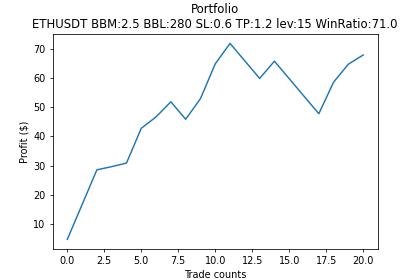 Portfolio
ETHUSDT BBM:2.5 BBL:280 SL:0.6 TP:1.2 lev:15 WinRatio:71.0
70
60
50
40
30
20
10
Profit ($)
0.0 2.5 5.0 7.5 10.0 12.5 15.0 17.5 20.0
Trade counts